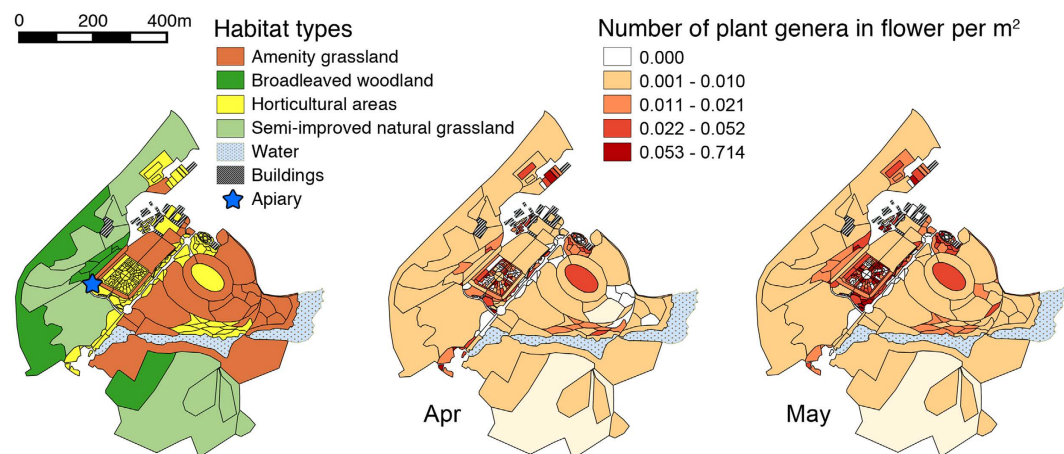 0 200 400m
Habitat types
Amenity grassland
Broadleaved woodland
Horticultural areas
Semi-improved natural grassland
Water
Buildings
Apiary
Number of plant genera in flower per m²
0.000
0.001 - 0.010
0.011 - 0.021
0.022 - 0.052
0.053 - 0.714
Apr
May